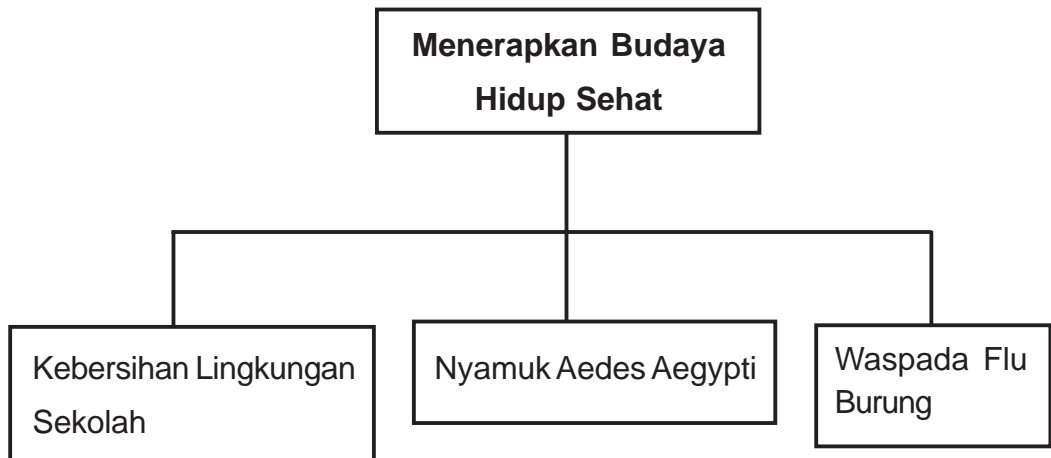 Menerapkan Budaya
Hidup Sehat
Kebersihan Lingkungan
Sekolah
Nyamuk Aedes Aegypti
Waspada Flu
Burung